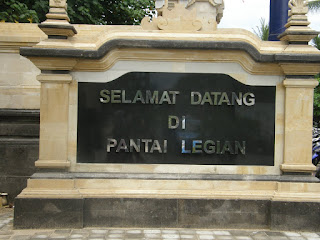 SELAMAT DATANG
DI
PANTAI LEGIAN